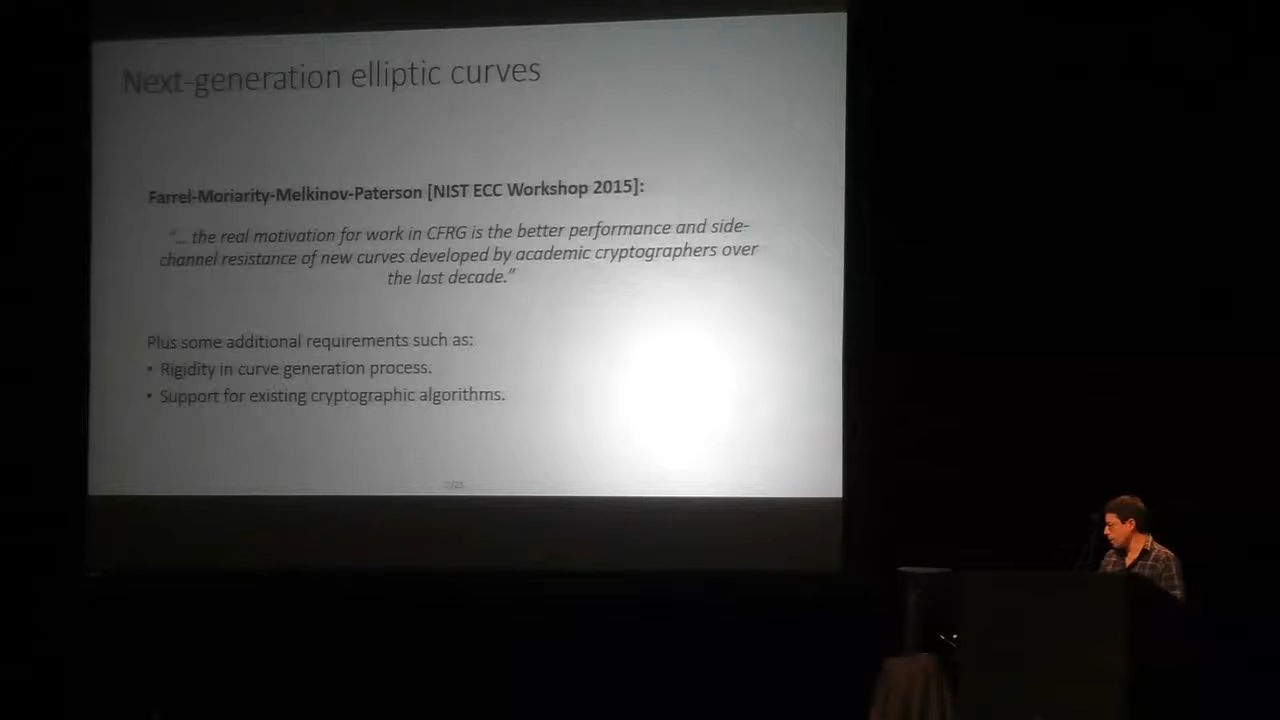 Next-generation elliptic curves
Farrel-Moriarity-Melkinov-Paterson [NIST ECC Workshop 2015]:
"... the real motivation for work in CFRG is the better performance and side-
channel resistance of new curves developed by academic cryptographers over
the last decade."
Plus some additional requirements such as:
• Rigidity in curve generation process.
• Support for existing cryptographic algorithms.